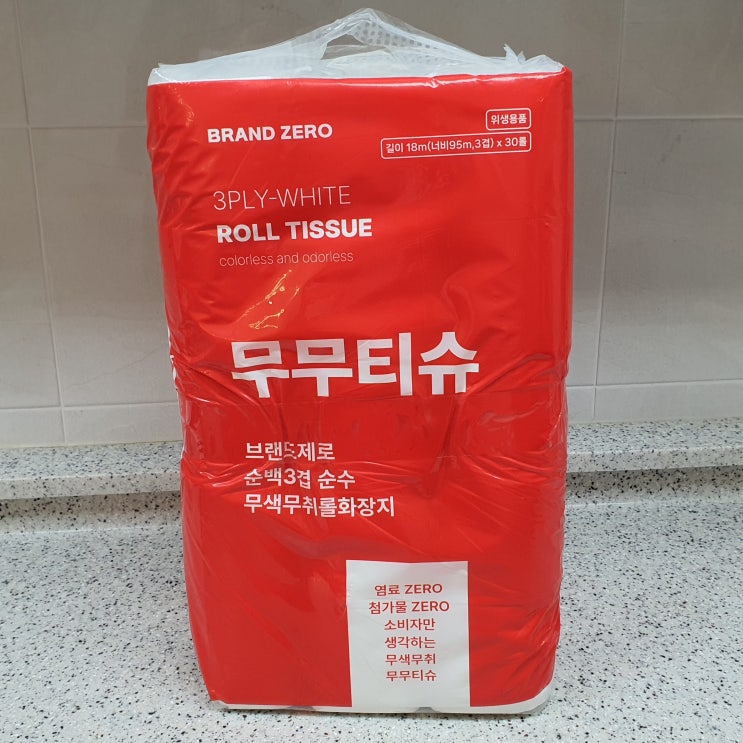 BRAND ZERO
위생용품
길이 18m(너비95m,3겹) x 30롤
3PLY-WHITE
ROLL TISSUE
colorless and odorless
무무티슈
브랜드제로
순백3겹 순수
무색무취롤화장지
염료 ZERO
첨가물 ZERO
소비자만
생각하는
무색무취
무무티슈